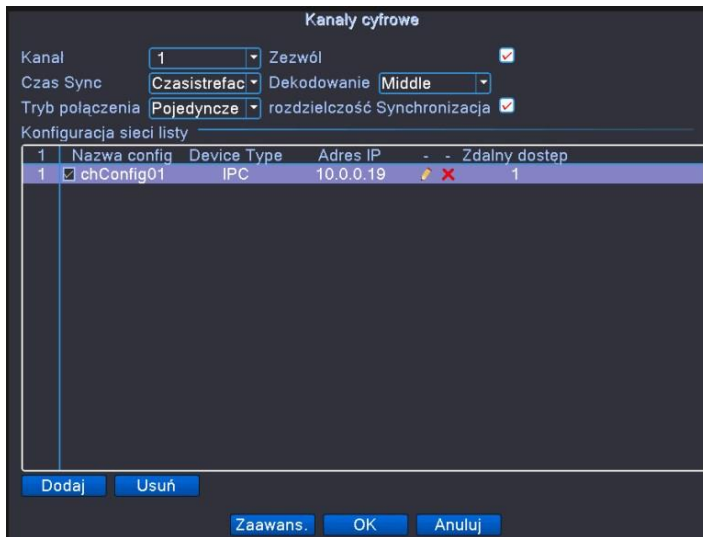 Kanały cyfrowe
Kanal 1 Zezwól
Czas Sync Czasistrefac Dekodowanie Middle
Tryb połączenia Pojedyncze rozdzielczość Synchronizacja
Konfiguracja sieci listy
1 Nazwa config Device Type Adres IP - - Zdalny dostęp
1 chConfig01 IPC 10.0.0.19 1
Dodaj Usuń
Zaawans. OK Anuluj